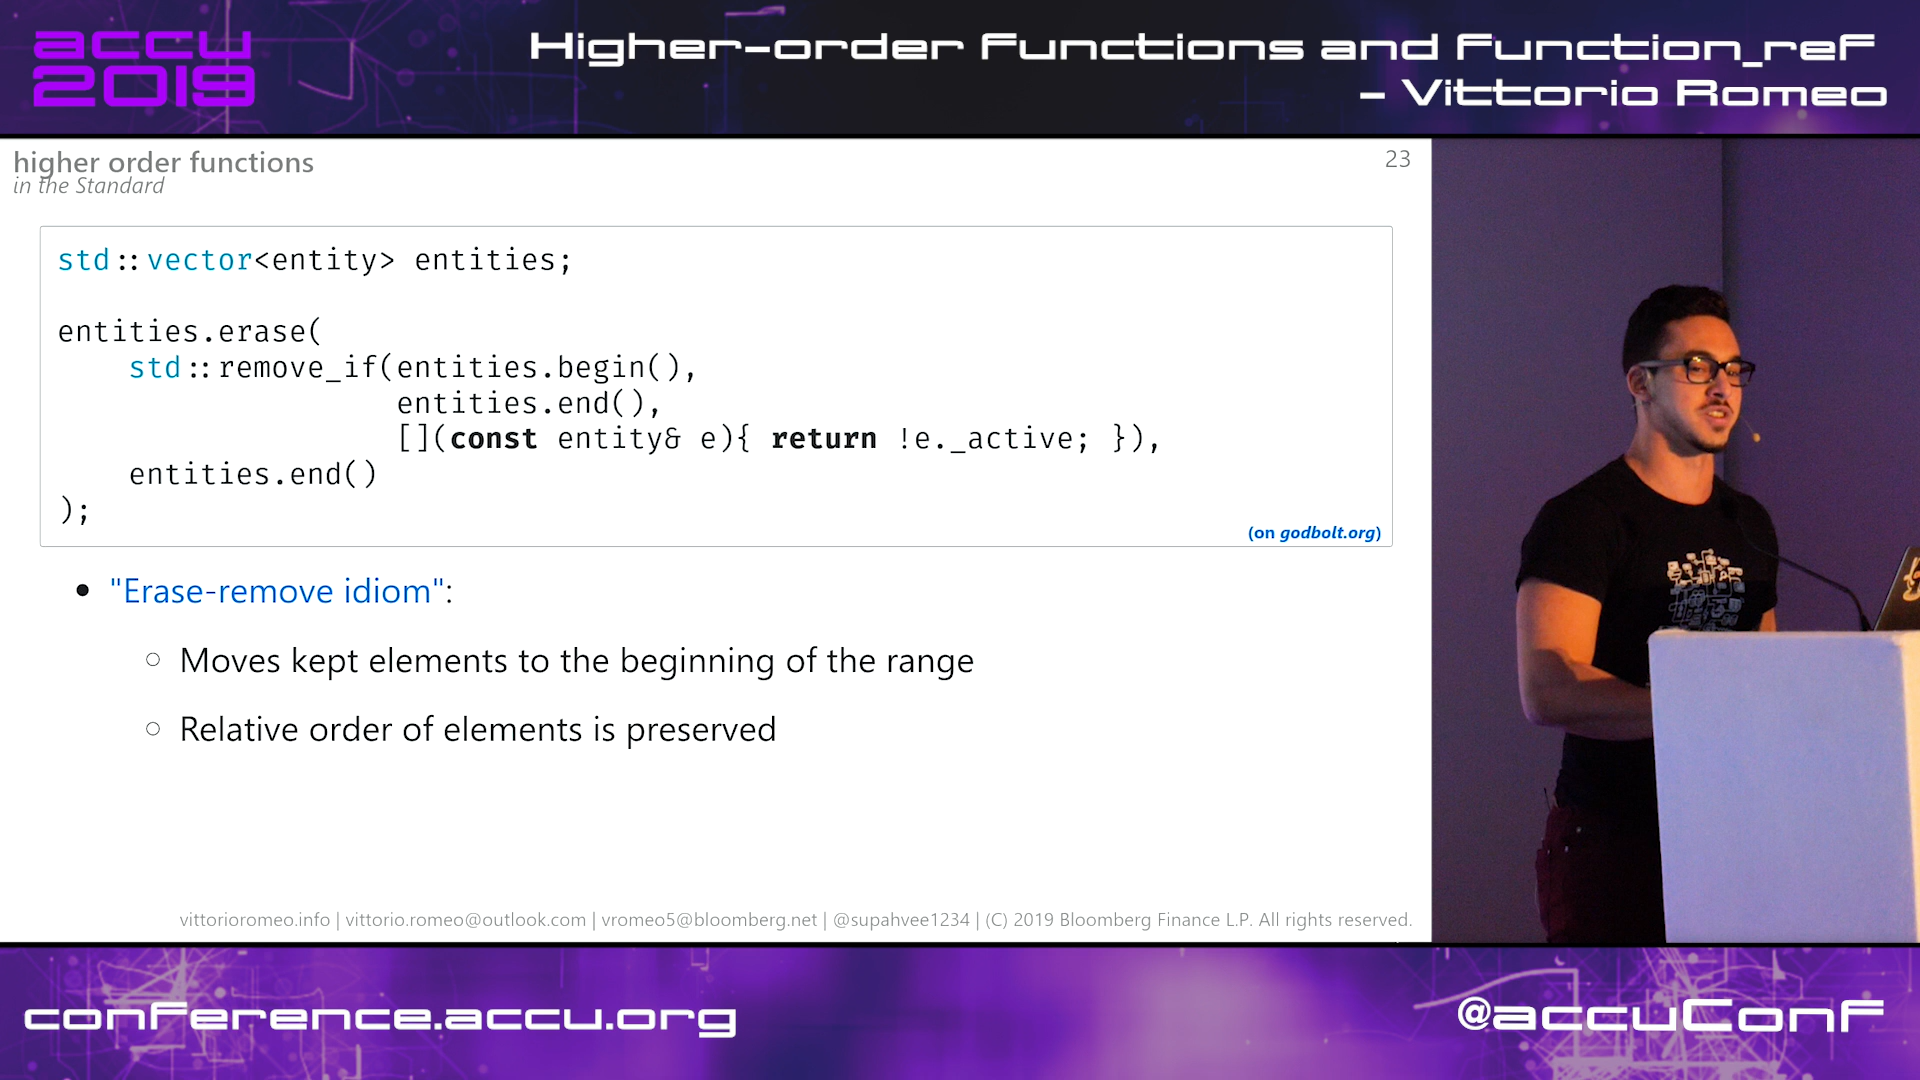 accu
2019
Higher-order Functions and Function_ref
- Vittorio Romeo
higher order functions
in the Standard
23
std::vector<entity> entities;
entities.erase(
std::remove_if(entities.begin(),
entities.end(),
[](const entity& e){ return !e._active; }),
entities.end()
);
(on godbolt.org)
"Erase-remove idiom":
Moves kept elements to the beginning of the range
Relative order of elements is preserved
vittorioromeo.info | vittorio.romeo@outlook.com | vromeo5@bloomberg.net | @supahvee1234 | (C) 2019 Bloomberg Finance L.P. All rights reserved.
conference.accu.org
@accuConf